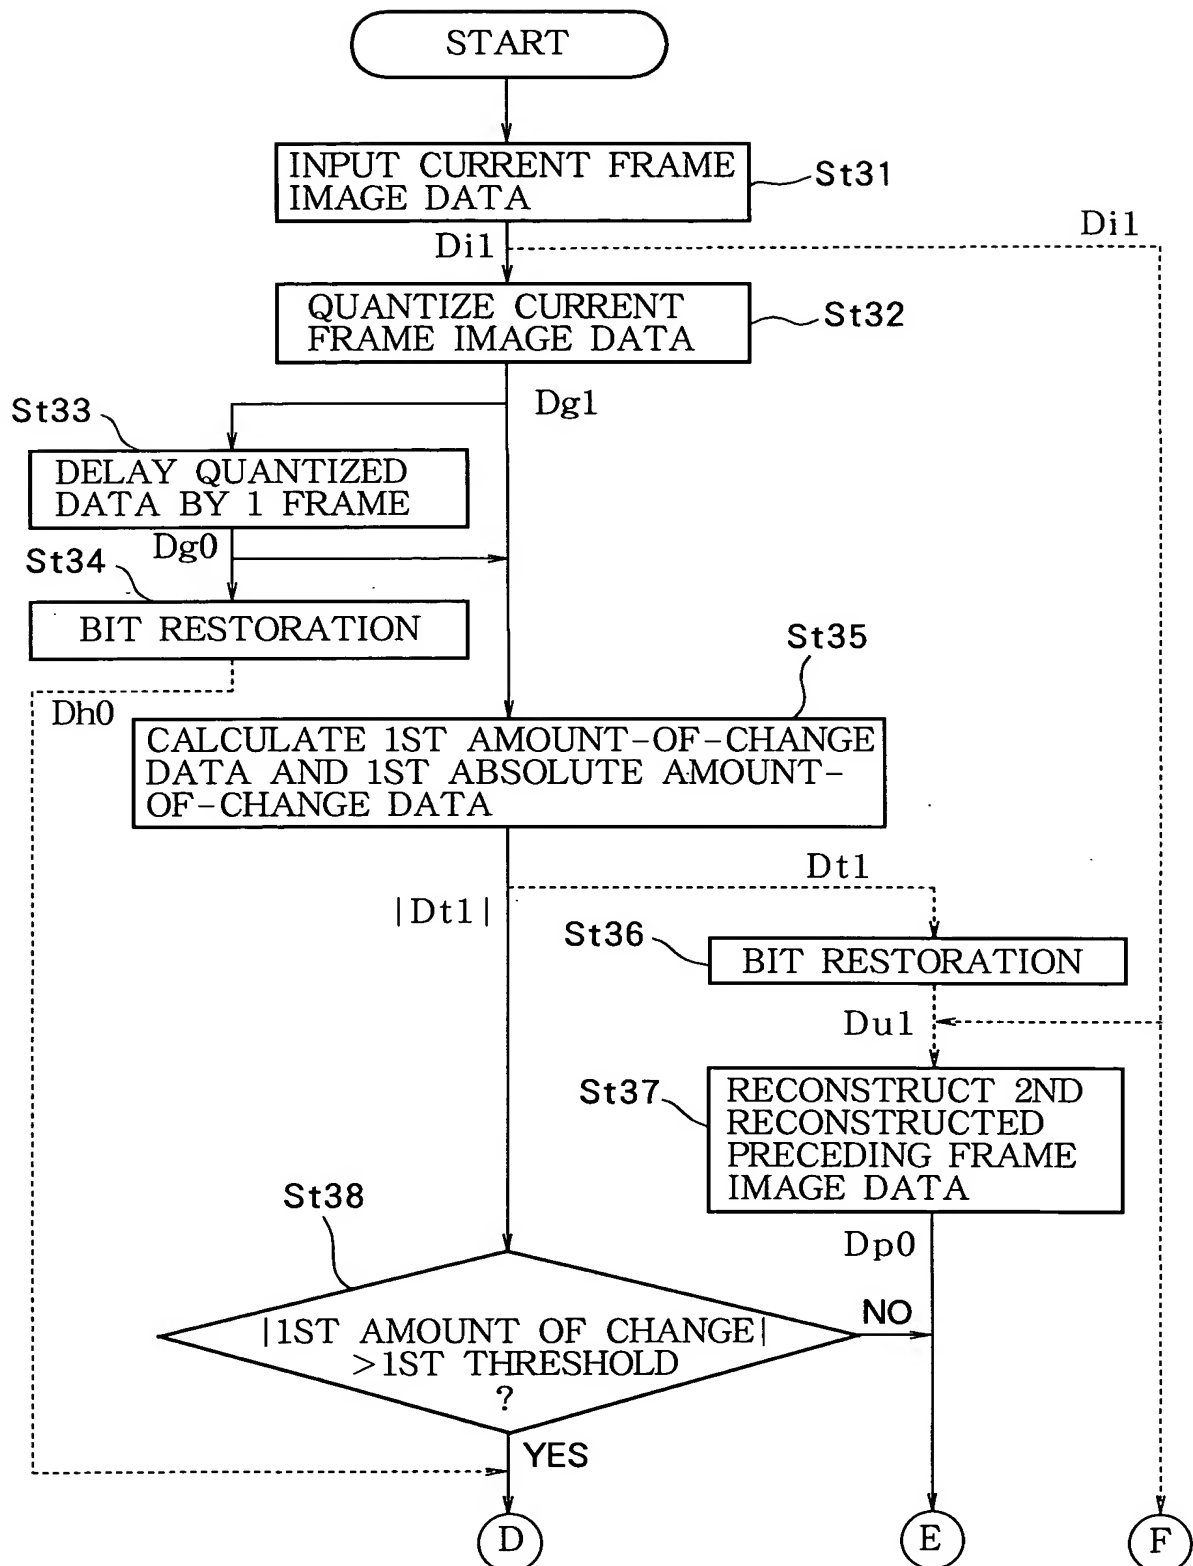 START
INPUT CURRENT FRAME
IMAGE DATA
St31
Di1
Di1
QUANTIZE CURRENT
FRAME IMAGE DATA
St32
Dg1
St33
DELAY QUANTIZED
DATA BY 1 FRAME
Dg0
St34
BIT RESTORATION
Dh0
St35
CALCULATE 1ST AMOUNT-OF-CHANGE
DATA AND 1ST ABSOLUTE AMOUNT-
OF-CHANGE DATA
Dt1
|Dt1|
St36
BIT RESTORATION
Du1
St37
RECONSTRUCT 2ND
RECONSTRUCTED
PRECEDING FRAME
IMAGE DATA
Dp0
St38
|1ST AMOUNT OF CHANGE|
>1ST THRESHOLD
?
NO
YES
D
E
F